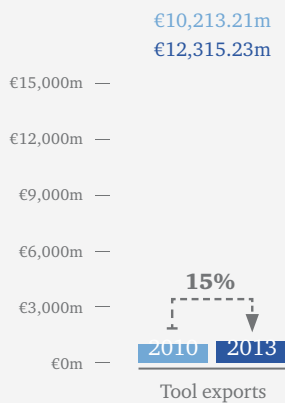 €10,213.21m
€12,315.23m
€15,000m
€12,000m
€9,000m
€6,000m
€3,000m
15%
€0m
2010 2013
Tool exports